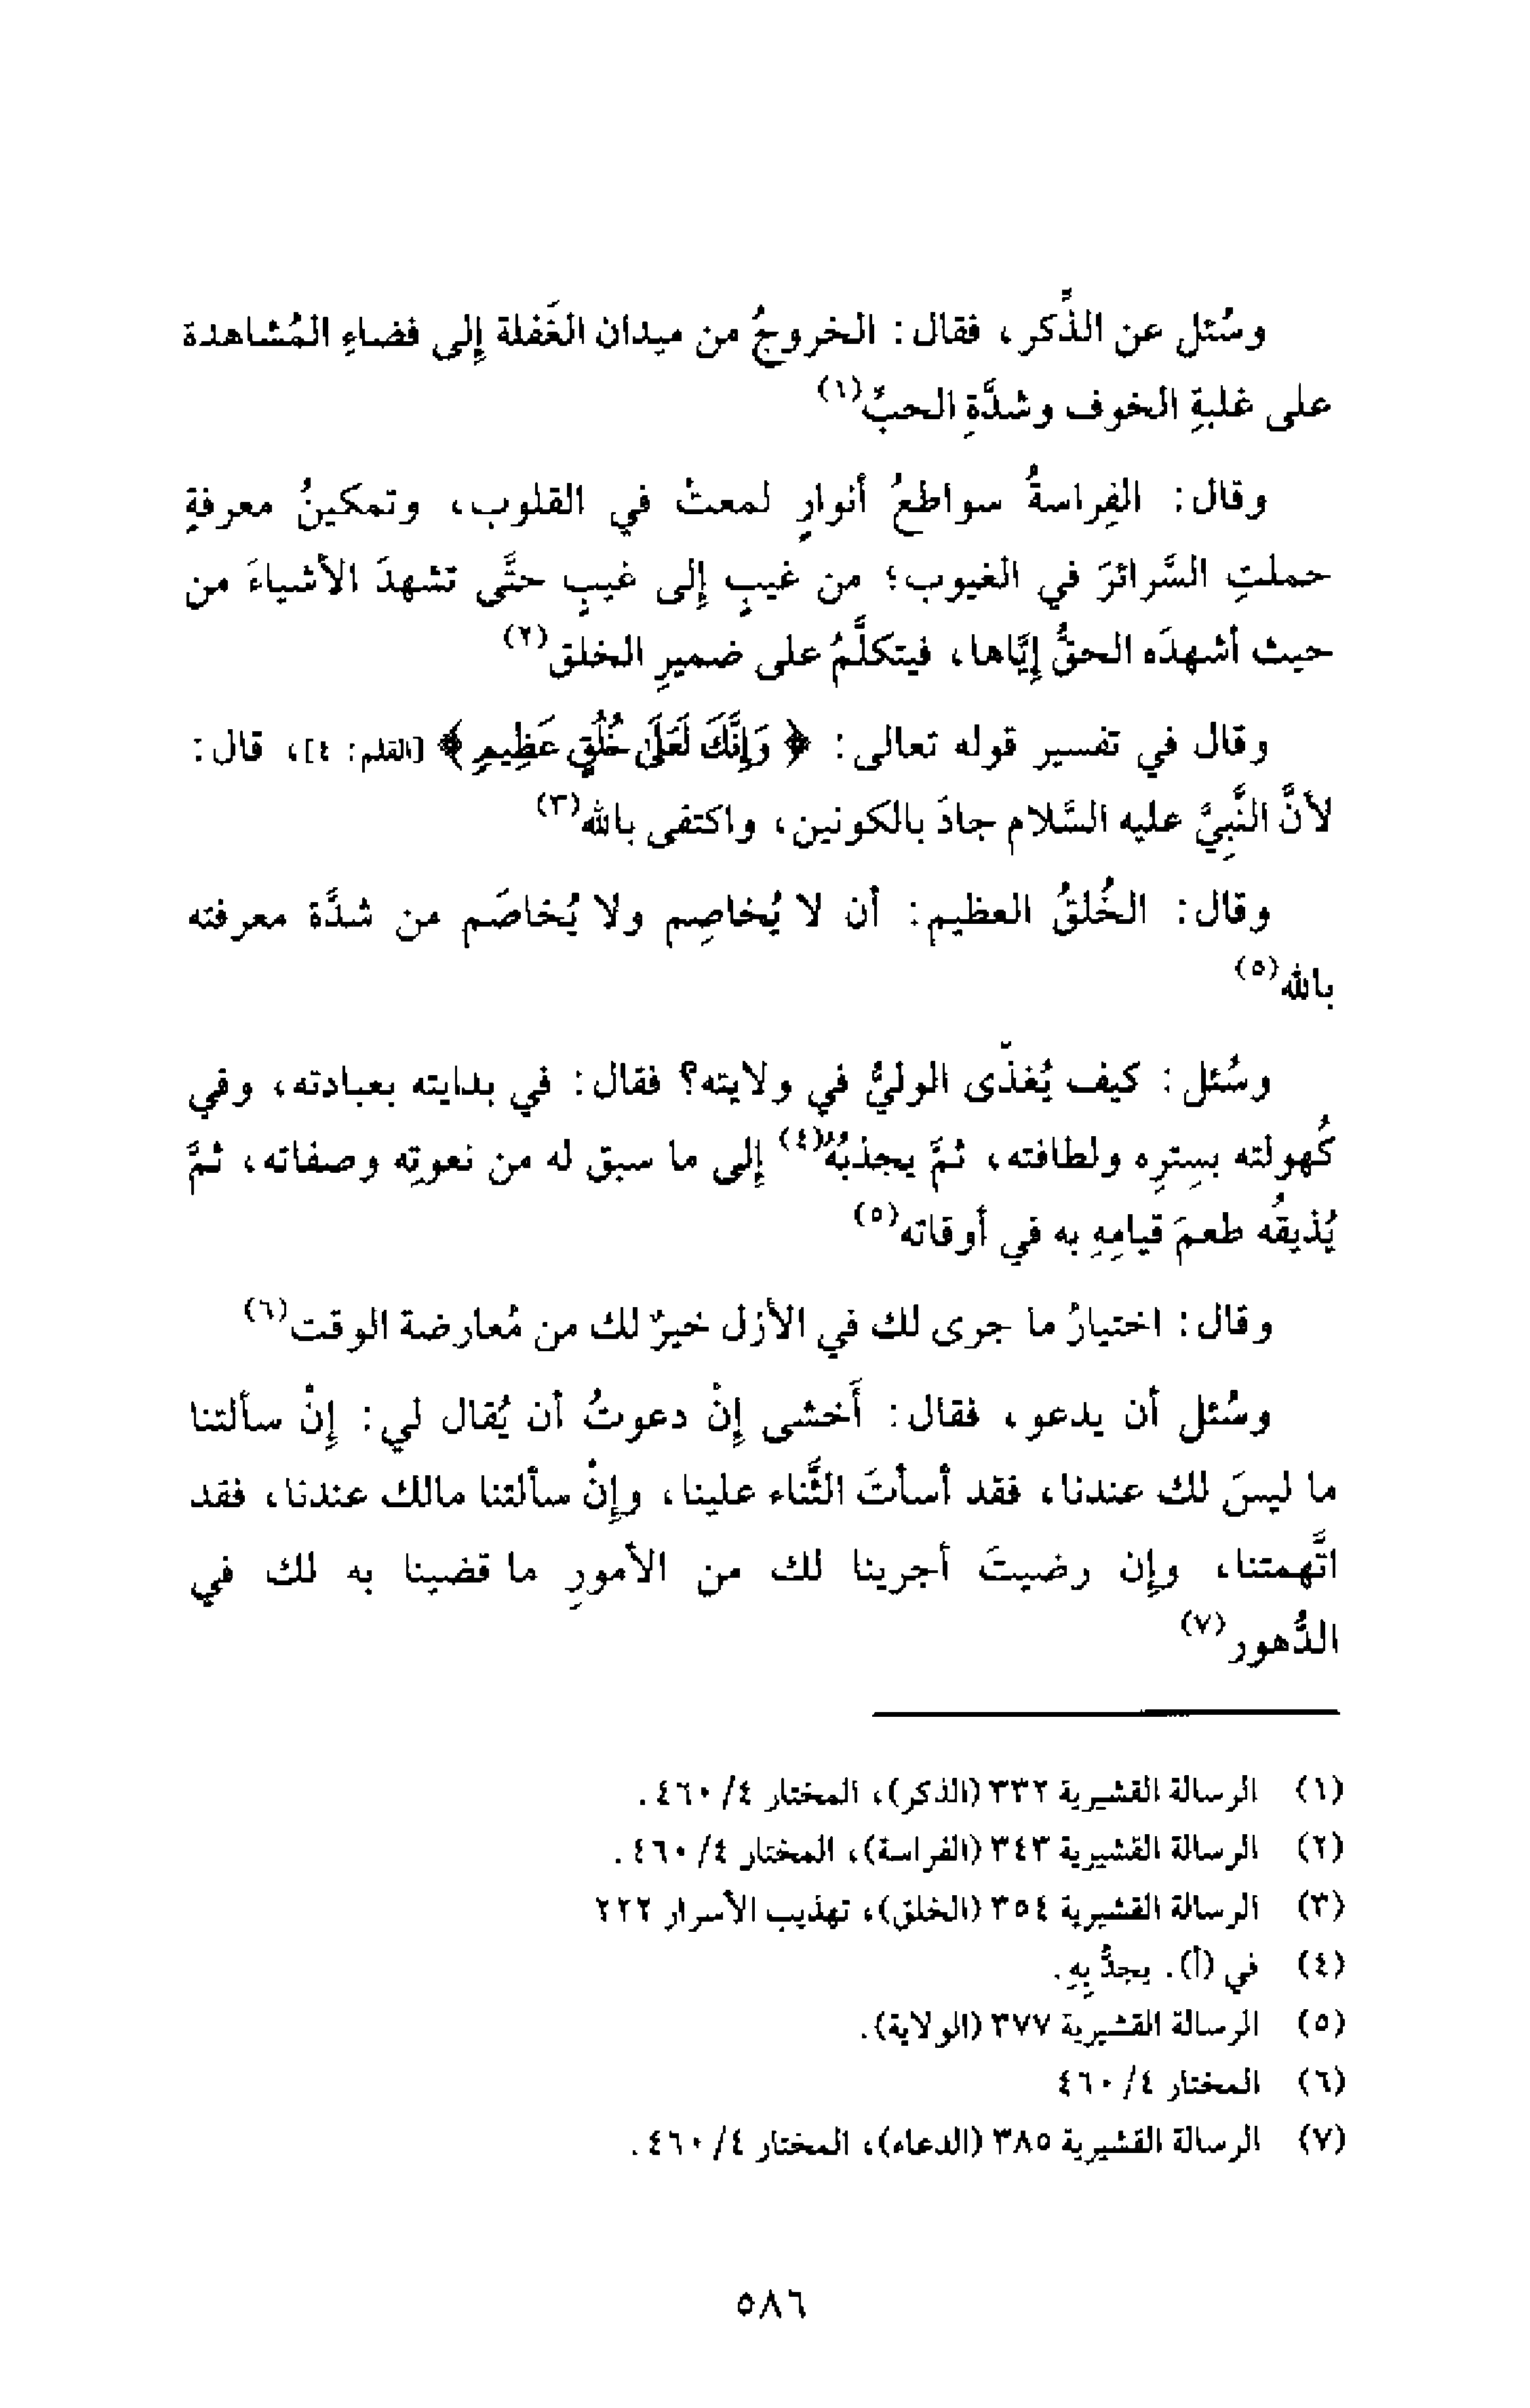 وسُئل عن الذِّكر، فقال: الخروجُ من ميدان الغَفلة إلى فضاءِ المُشاهدة
على غلبةِ الخوف وشدَّةِ الحبِّ(١)
وقال: الفِراسةُ سواطعُ أنوارٍ لمعتْ في القلوب، وتمكينُ معرفةٍ
حملتِ السَّرائرَ في الغيوب؛ من غيبٍ إلى غيبٍ حتَّى تشهدَ الأشياءَ من
حيث أشهدَه الحقُّ إيَّاها، فيتكلَّمُ على ضميرِ الخلق(٢)
وقال في تفسير قوله تعالى: ﴿ وَإِنَّكَ لَعَلَىٰ خُلُقٍ عَظِيمٍ ﴾ [القلم: ٤]، قال:
لأنَّ النَّبيَّ عليه السَّلام جادَ بالكونين، واكتفى بالله(٣)
وقال: الخُلقُ العظيم: أن لا يُخاصِم ولا يُخاصَم من شدَّة معرفته
بالله(٥)
وسُئل: كيف يُغذّى الوليُّ في ولايته؟ فقال: في بدايته بعبادته، وفي
كُهولته بسِترِه ولطافته، ثمَّ يجذبُهُ(٤) إلى ما سبق له من نعوتِه وصفاته، ثمَّ
يُذيقُه طعمَ قيامِهِ به في أوقاته(٥)
وقال: اختيارُ ما جرى لك في الأزل خيرٌ لك من مُعارضة الوقت(٦)
وسُئل أن يدعو، فقال: أَخشى إنْ دعوتُ أن يُقال لي: إنْ سألتنا
ما ليسَ لك عندنا، فقد أسأتَ الثَّناء علينا، وإنْ سألتنا مالك عندنا، فقد
اتَّهمتنا، وإن رضيتَ أجرينا لك من الأمورِ ما قضينا به لك في
الدُّهور(٧)
(١) الرسالة القشيرية ٣٣٢ (الذكر)، المختار ٤/ ٤٦٠.
(٢) الرسالة القشيرية ٣٤٣ (الفراسة)، المختار ٤/ ٤٦٠.
(٣) الرسالة القشيرية ٣٥٤ (الخلق)، تهذيب الأسرار ٢٢٢
(٤) في (أ). يجدُّ بِهِ.
(٥) الرسالة القشيرية ٣٧٧ (الولاية).
(٦) المختار ٤/ ٤٦٠
(٧) الرسالة القشيرية ٣٨٥ (الدعاء)، المختار ٤/ ٤٦٠.
٥٨٦